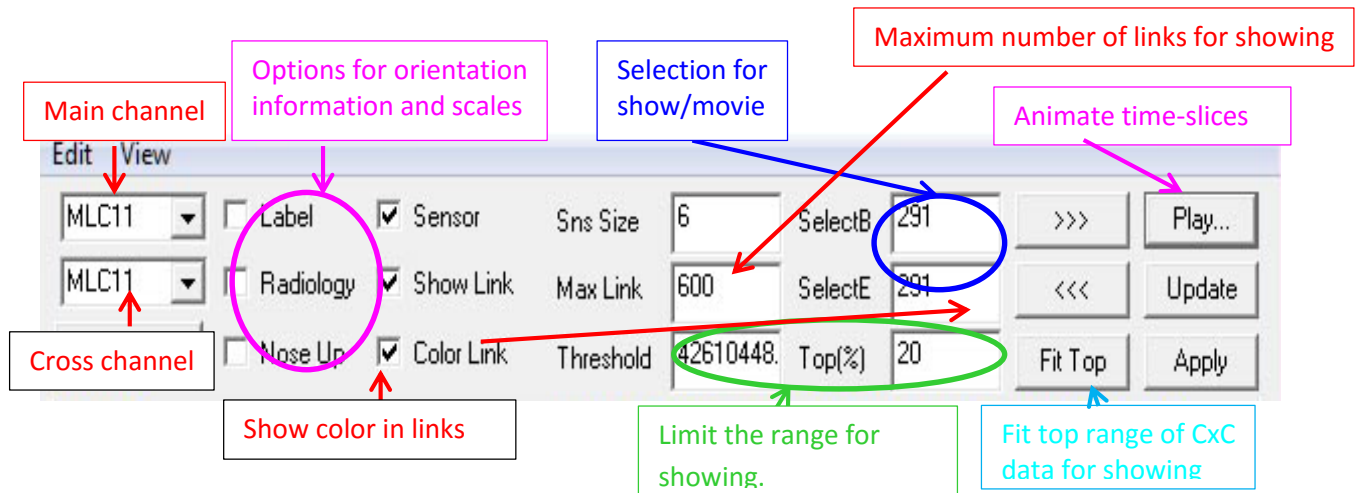 Maximum number of links for showing
Options for orientation
information and scales
Selection for
show/movie
Main channel
Animate time-slices
Edit View
MLC11 Label Sensor Sns Size 6 SelectB 291 >>> Play...
MLC11 Radiology Show Link Max Link 600 SelectE 291 <<< Update
Nose Up Color Link Threshold 42610448. Top(%) 20 Fit Top Apply
Cross channel
Show color in links
Limit the range for
showing.
Fit top range of CxC
data for showing